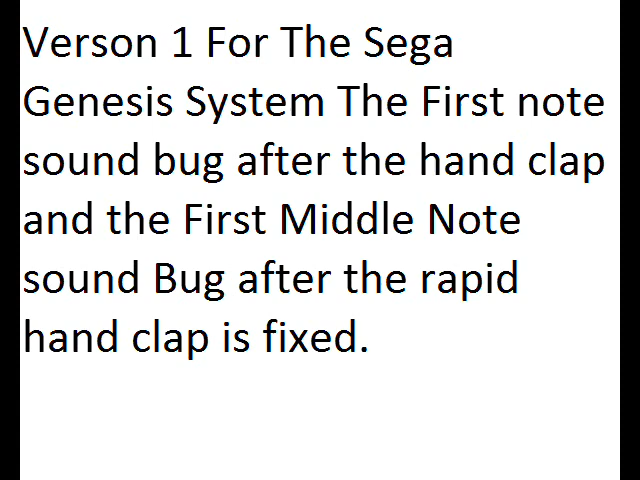 Verson 1 For The Sega
Genesis System The First note
sound bug after the hand clap
and the First Middle Note
sound Bug after the rapid
hand clap is fixed.